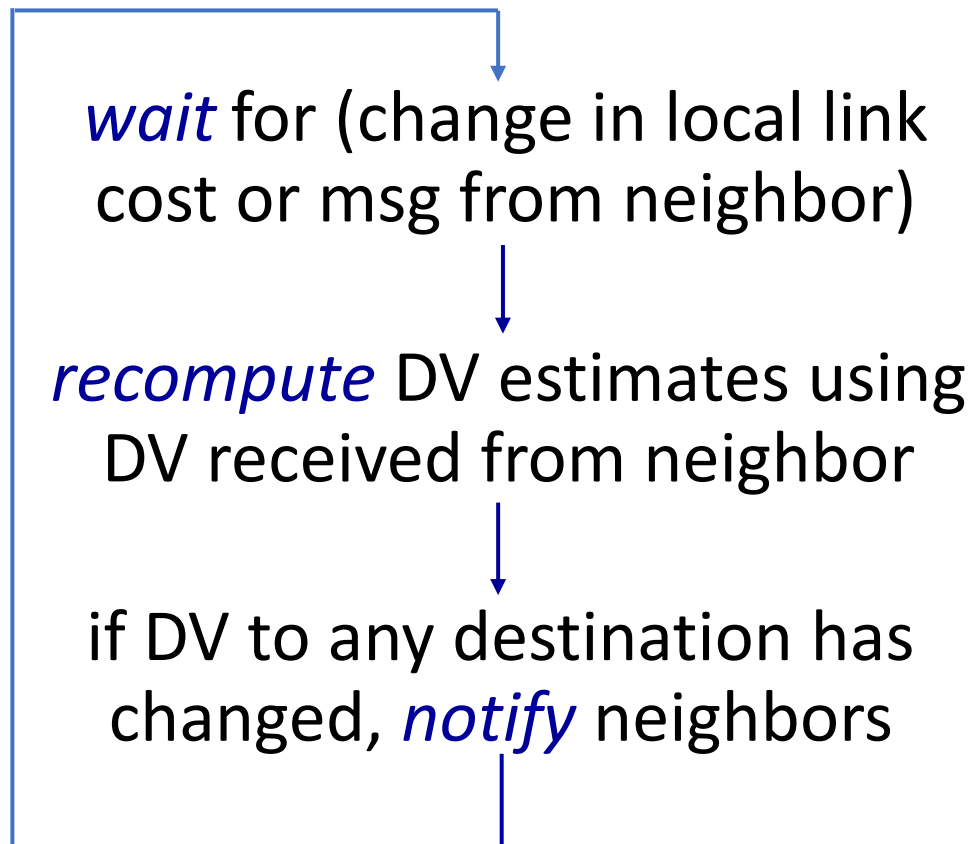 wait for (change in local link
cost or msg from neighbor)
recompute DV estimates using
DV received from neighbor
if DV to any destination has
changed, notify neighbors